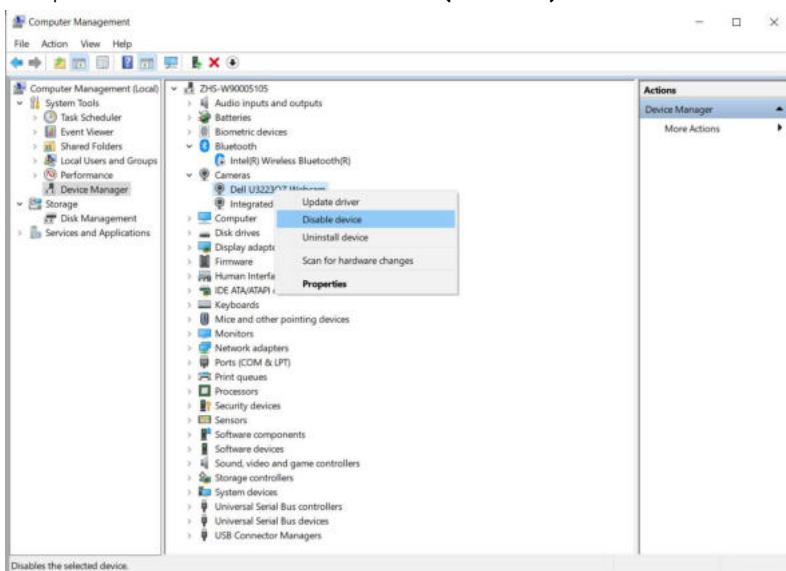 Computer Management
File Action View Help
Computer Management (Local)
System Tools
Task Scheduler
Event Viewer
Shared Folders
Local Users and Groups
Performance
Device Manager
Storage
Disk Management
Services and Applications
ZHS-W90005105
Audio inputs and outputs
Batteries
Biometric devices
Bluetooth
Intel(R) Wireless Bluetooth(R)
Cameras
Dell U3223QZ Webcam
Integrated
Computer
Disk drives
Display adapte
Firmware
Human Interfa
IDE ATA/ATAPI
Keyboards
Mice and other pointing devices
Monitors
Network adapters
Ports (COM & LPT)
Print queues
Processors
Security devices
Sensors
Software components
Software devices
Sound, video and game controllers
Storage controllers
System devices
Universal Serial Bus controllers
Universal Serial Bus devices
USB Connector Managers
Update driver
Disable device
Uninstall device
Scan for hardware changes
Properties
Actions
Device Manager
More Actions
Disables the selected device.